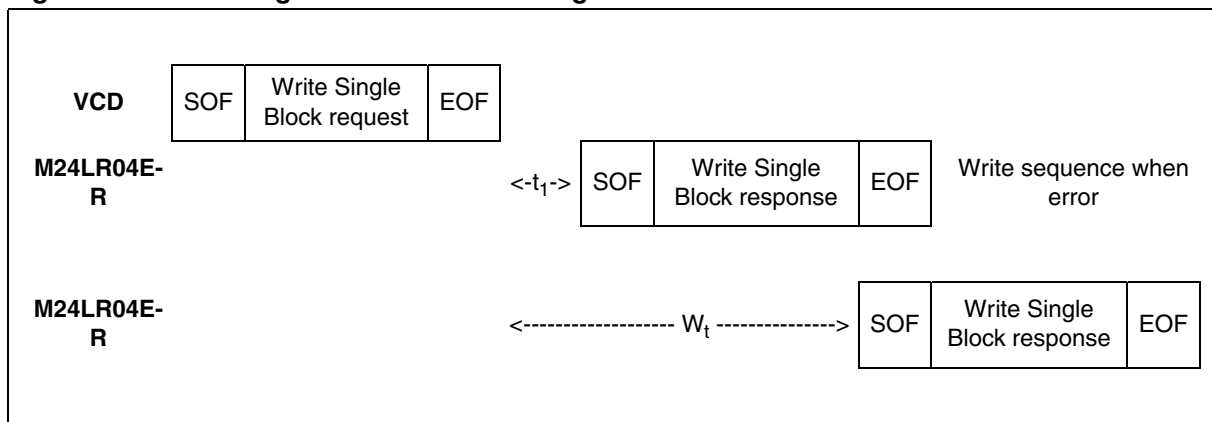 VCD SOF Write Single Block request EOF
M24LR04E-R <-t1-> SOF Write Single Block response EOF Write sequence when error
M24LR04E-R <------------------- Wt ---------------> SOF Write Single Block response EOF